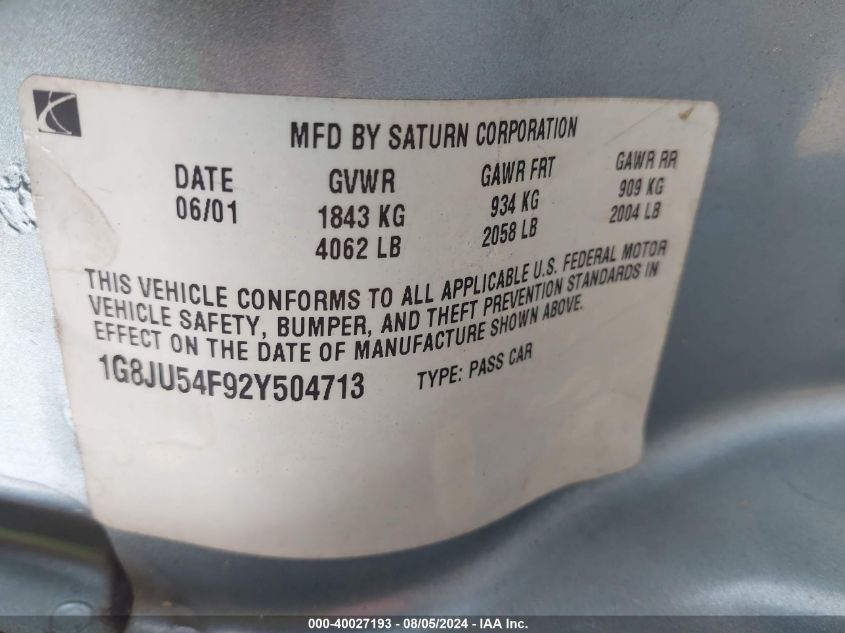 MFD BY SATURN CORPORATION
DATE GVWR GAWR FRT GAWR RR
06/01 1843 KG 934 KG 909 KG
4062 LB 2058 LB 2004 LB
THIS VEHICLE CONFORMS TO ALL APPLICABLE U.S. FEDERAL MOTOR
VEHICLE SAFETY, BUMPER, AND THEFT PREVENTION STANDARDS IN
EFFECT ON THE DATE OF MANUFACTURE SHOWN ABOVE.
1G8JU54F92Y504713 TYPE: PASS CAR
000-40027193 - 08/05/2024 - IAA Inc.